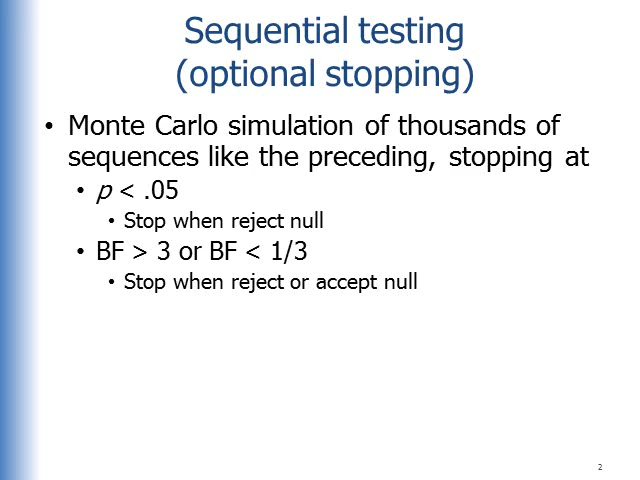 Sequential testing
(optional stopping)
• Monte Carlo simulation of thousands of
sequences like the preceding, stopping at
• p < .05
• Stop when reject null
• BF > 3 or BF < 1/3
• Stop when reject or accept null
2